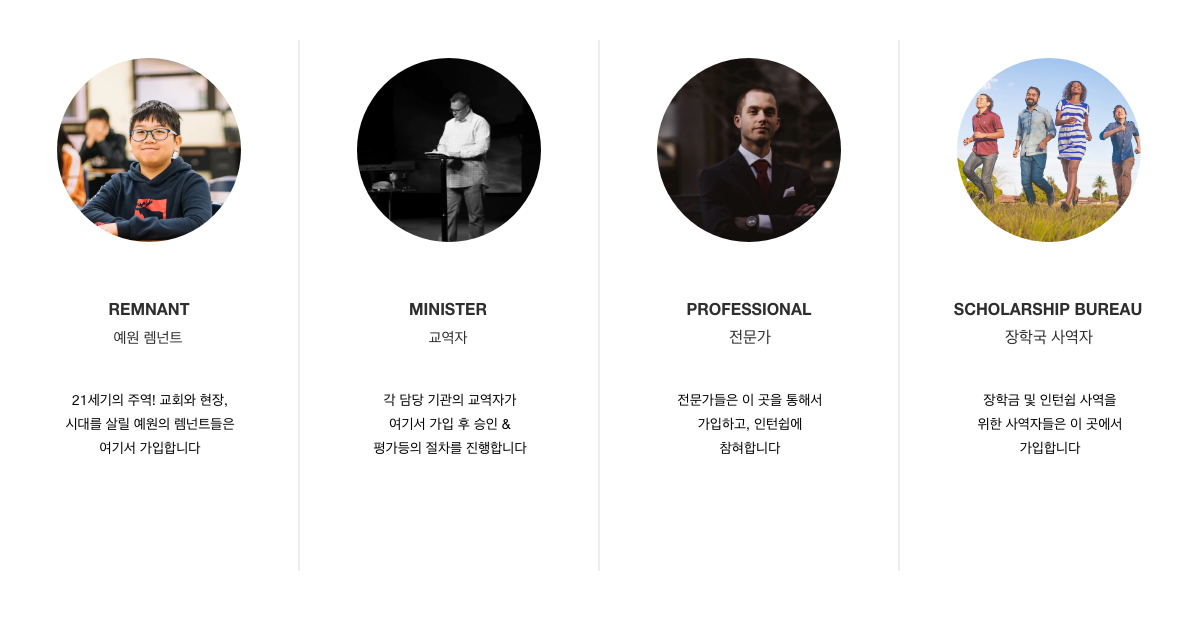 REMNANT
예원 렘넌트
21세기의 주역! 교회와 현장,
시대를 살릴 예원의 렘넌트들은
여기서 가입합니다
MINISTER
교역자
각 담당 기관의 교역자가
여기서 가입 후 승인 &
평가등의 절차를 진행합니다
PROFESSIONAL
전문가
전문가들은 이 곳을 통해서
가입하고, 인턴쉽에
참혀합니다
SCHOLARSHIP BUREAU
장학국 사역자
장학금 및 인턴쉽 사역을
위한 사역자들은 이 곳에서
가입합니다